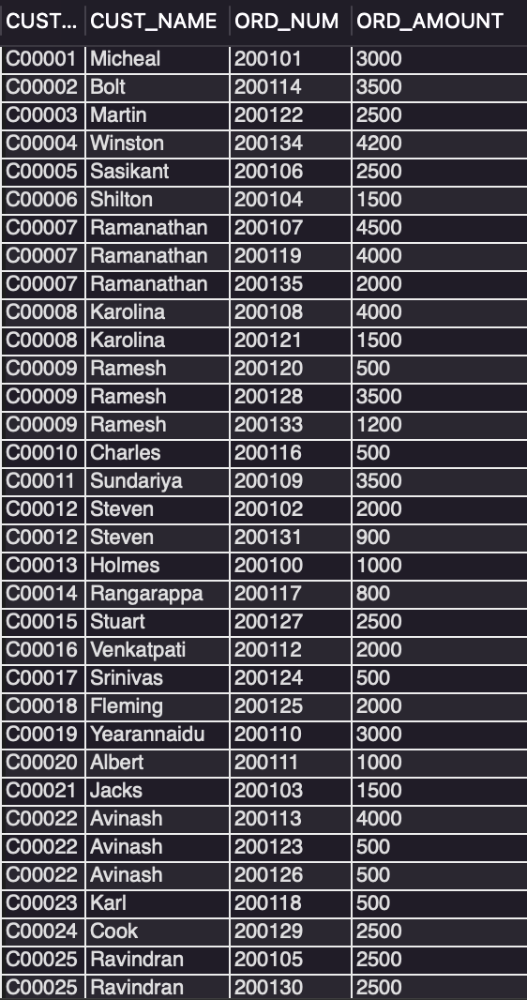 CUST... CUST_NAME ORD_NUM ORD_AMOUNT
C00001 Micheal 200101 3000
C00002 Bolt 200114 3500
C00003 Martin 200122 2500
C00004 Winston 200134 4200
C00005 Sasikant 200106 2500
C00006 Shilton 200104 1500
C00007 Ramanathan 200107 4500
C00007 Ramanathan 200119 4000
C00007 Ramanathan 200135 2000
C00008 Karolina 200108 4000
C00008 Karolina 200121 1500
C00009 Ramesh 200120 500
C00009 Ramesh 200128 3500
C00009 Ramesh 200133 1200
C00010 Charles 200116 500
C00011 Sundariya 200109 3500
C00012 Steven 200102 2000
C00012 Steven 200131 900
C00013 Holmes 200100 1000
C00014 Rangarappa 200117 800
C00015 Stuart 200127 2500
C00016 Venkatpati 200112 2000
C00017 Srinivas 200124 500
C00018 Fleming 200125 2000
C00019 Yearannaidu 200110 3000
C00020 Albert 200111 1000
C00021 Jacks 200103 1500
C00022 Avinash 200113 4000
C00022 Avinash 200123 500
C00022 Avinash 200126 500
C00023 Karl 200118 500
C00024 Cook 200129 2500
C00025 Ravindran 200105 2500
C00025 Ravindran 200130 2500